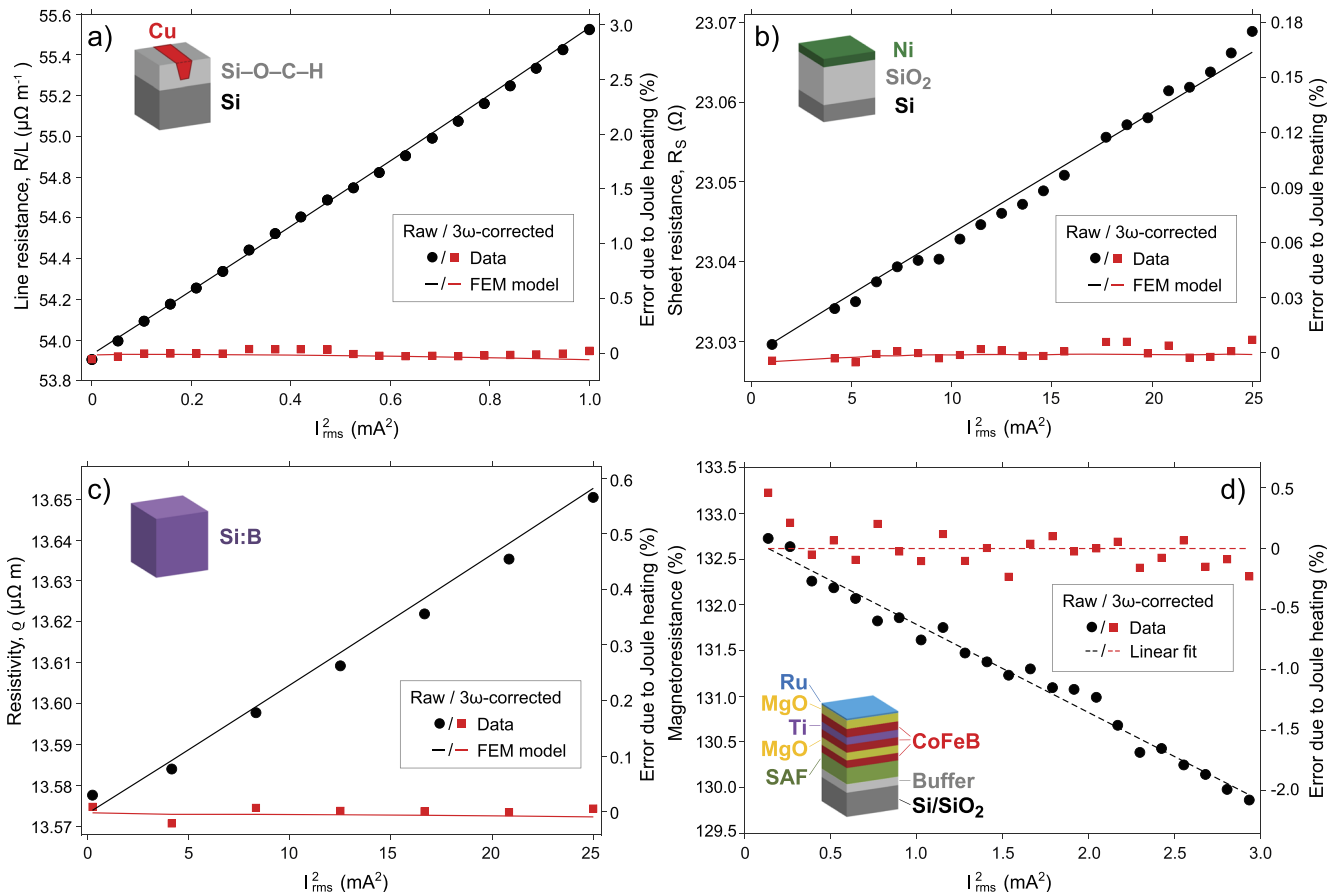 a)
Cu
Si–O–C–H
Si
Line resistance, R/L (µΩ m⁻¹)
55.6
55.4
55.2
55.0
54.8
54.6
54.4
54.2
54.0
53.8
3.0
2.5
2.0
1.5
1.0
0.5
0
Error due to Joule heating (%)
Raw / 3ω-corrected
/ Data
/ FEM model
0 0.2 0.4 0.6 0.8 1.0
I²rms (mA²)
b)
Ni
SiO₂
Si
Sheet resistance, RS (Ω)
23.07
23.06
23.05
23.04
23.03
0.18
0.15
0.12
0.09
0.06
0.03
0
Error due to Joule heating (%)
Raw / 3ω-corrected
/ Data
/ FEM model
0 5 10 15 20 25
I²rms (mA²)
c)
Si:B
Resistivity, ϱ (µΩ m)
13.65
13.64
13.63
13.62
13.61
13.60
13.59
13.58
13.57
0.6
0.5
0.4
0.3
0.2
0.1
0
Error due to Joule heating (%)
Raw / 3ω-corrected
/ Data
/ FEM model
0 5 10 15 20 25
I²rms (mA²)
d)
Magnetoresistance (%)
133.5
133.0
132.5
132.0
131.5
131.0
130.5
130.0
129.5
0.5
0
-0.5
-1.0
-1.5
-2.0
Error due to Joule heating (%)
Raw / 3ω-corrected
/ Data
/ Linear fit
Ru
MgO
Ti
MgO
SAF
CoFeB
Buffer
Si/SiO₂
0 0.5 1.0 1.5 2.0 2.5 3.0
I²rms (mA²)